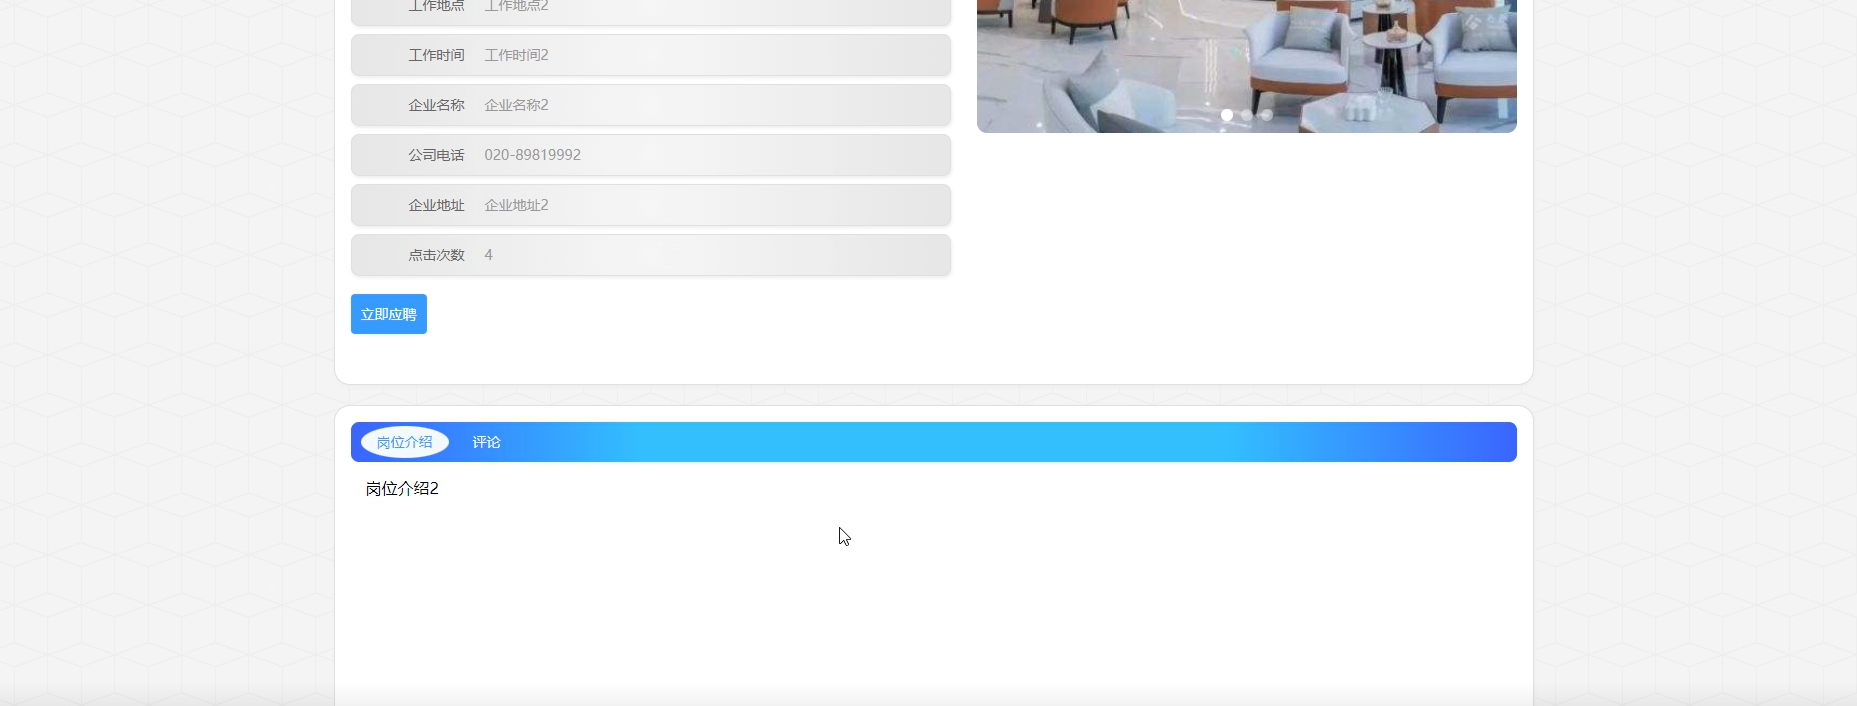 工作地点 工作地点2
工作时间 工作时间2
企业名称 企业名称2
公司电话 020-89819992
企业地址 企业地址2
点击次数 4
立即应聘
岗位介绍 评论
岗位介绍2